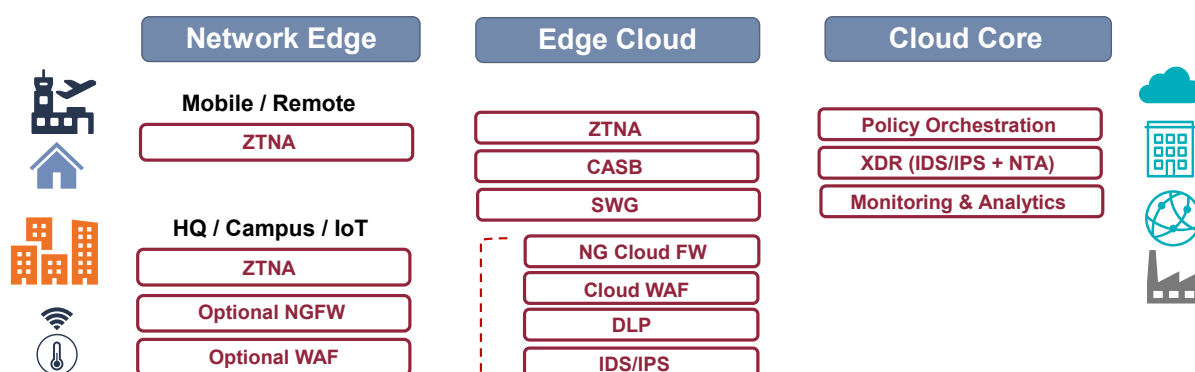 Network Edge
Edge Cloud
Cloud Core
Mobile / Remote
ZTNA
HQ / Campus / IoT
ZTNA
Optional NGFW
Optional WAF
ZTNA
CASB
SWG
NG Cloud FW
Cloud WAF
DLP
IDS/IPS
Policy Orchestration
XDR (IDS/IPS + NTA)
Monitoring & Analytics